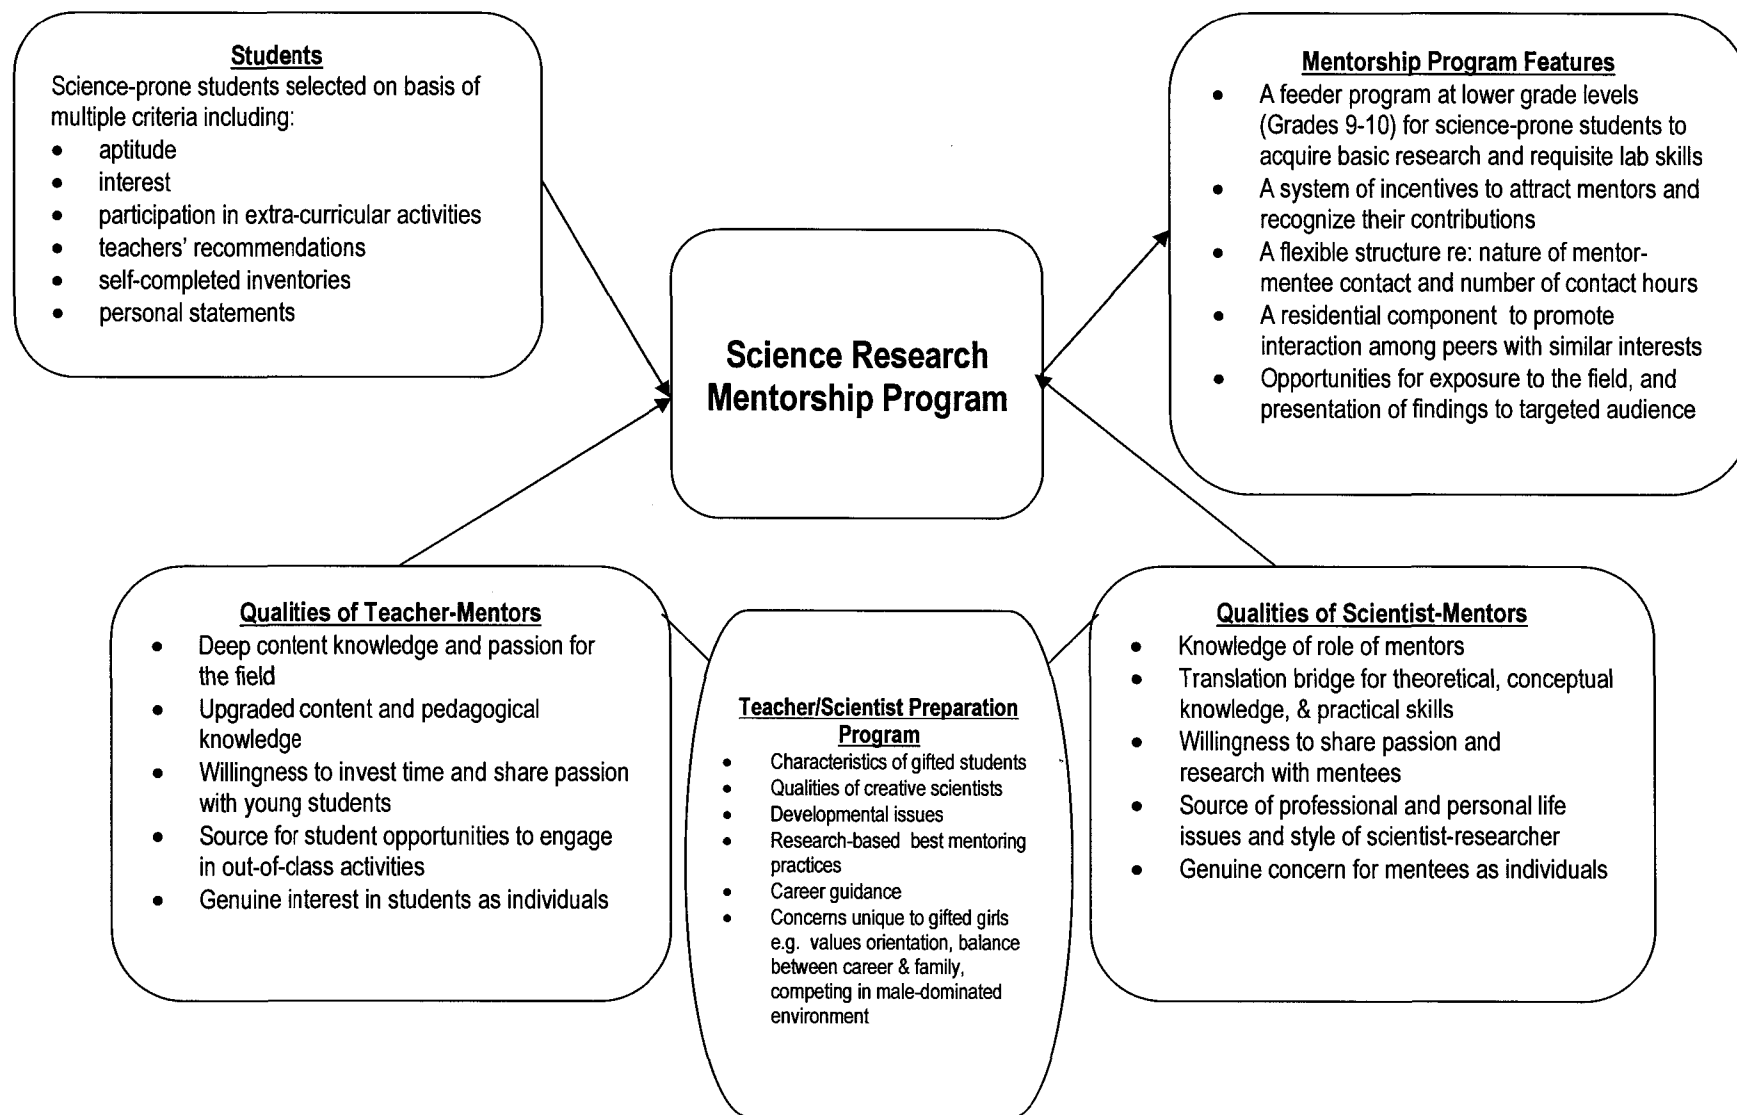 Students
Science-prone students selected on basis of
multiple criteria including:
• aptitude
• interest
• participation in extra-curricular activities
• teachers' recommendations
• self-completed inventories
• personal statements
Mentorship Program Features
• A feeder program at lower grade levels
(Grades 9-10) for science-prone students to
acquire basic research and requisite lab skills
• A system of incentives to attract mentors and
recognize their contributions
• A flexible structure re: nature of mentor-
mentee contact and number of contact hours
• A residential component to promote
interaction among peers with similar interests
• Opportunities for exposure to the field, and
presentation of findings to targeted audience
Science Research
Mentorship Program
Qualities of Teacher-Mentors
• Deep content knowledge and passion for
the field
• Upgraded content and pedagogical
knowledge
• Willingness to invest time and share passion
with young students
• Source for student opportunities to engage
in out-of-class activities
• Genuine interest in students as individuals
Teacher/Scientist Preparation
Program
• Characteristics of gifted students
• Qualities of creative scientists
• Developmental issues
• Research-based best mentoring
practices
• Career guidance
• Concerns unique to gifted girls
e.g. values orientation, balance
between career & family,
competing in male-dominated
environment
Qualities of Scientist-Mentors
• Knowledge of role of mentors
• Translation bridge for theoretical, conceptual
knowledge, & practical skills
• Willingness to share passion and
research with mentees
• Source of professional and personal life
issues and style of scientist-researcher
• Genuine concern for mentees as individuals